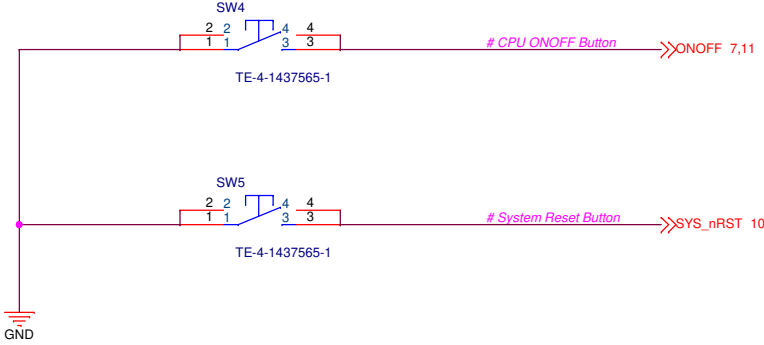 SW4
2 2 4 4
1 1 3 3
# CPU ONOFF Button
ONOFF 7,11
TE-4-1437565-1
SW5
2 2 4 4
1 1 3 3
# System Reset Button
SYS_nRST 10
TE-4-1437565-1
GND